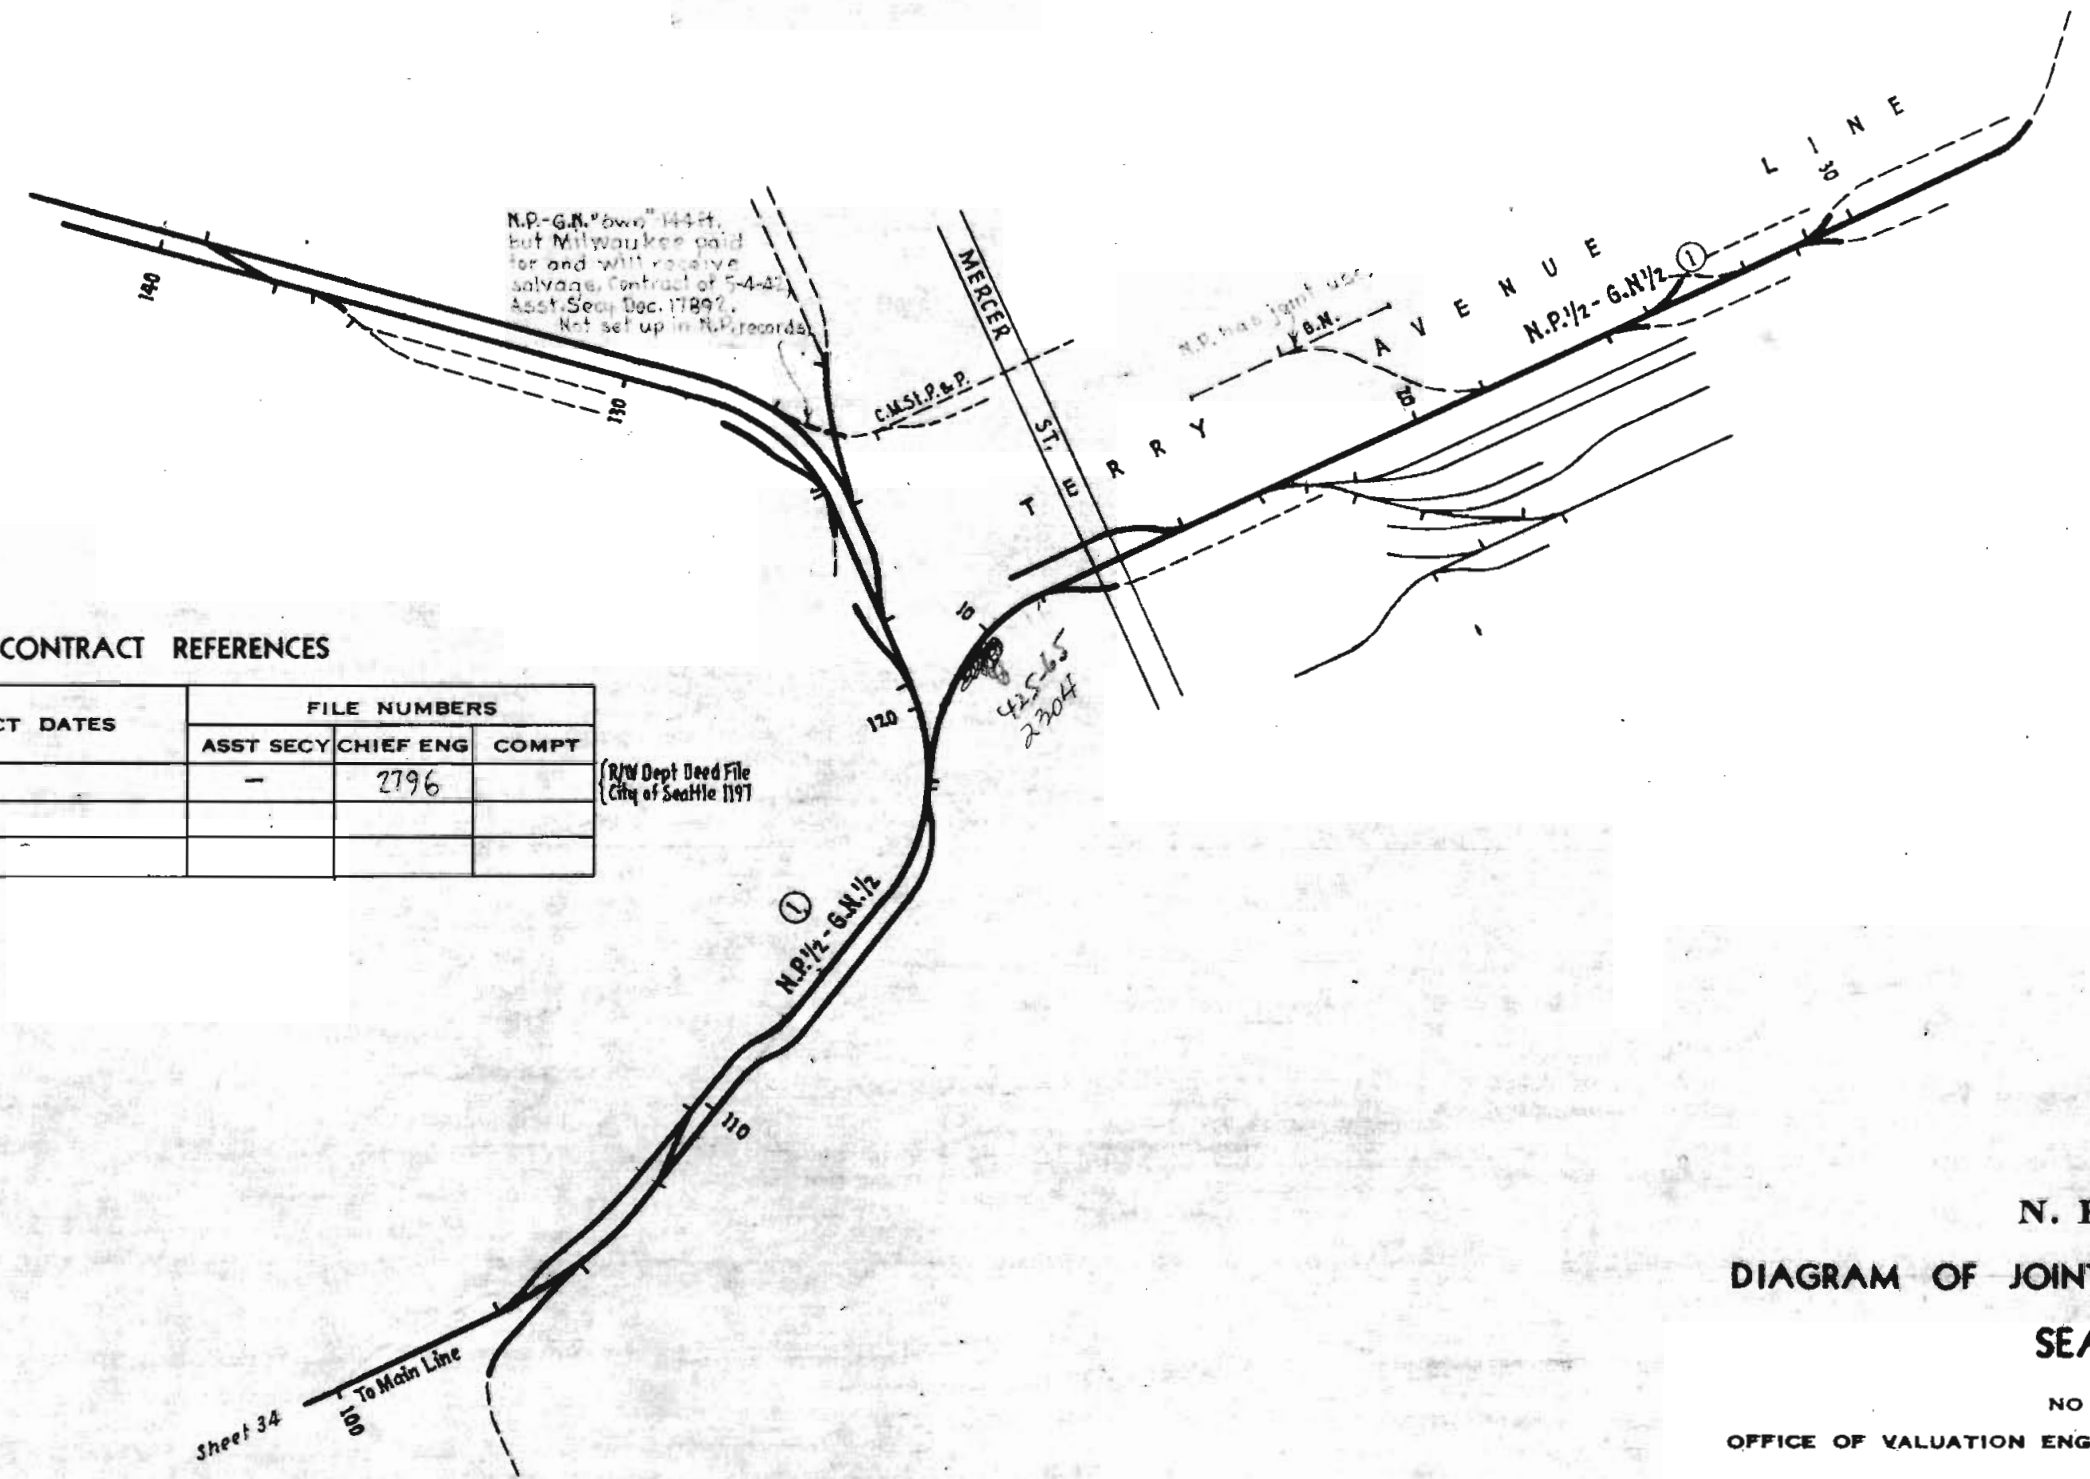 N.P.-G.N. "own" 144 ft.
but Milwaukee paid
for and will receive
salvage, Contract of 5-4-42,
Asst. Secy Doc. 17892.
Not set up in N.P. records
140
130
C.M.St.P.& P.
MERCER
ST.
N.P. has joint use.
G.N.
TERRY AVENUE LINE
N.P.½ - G.N.½ ①
30
10
425-65
2304
120
CONTRACT REFERENCES
CT DATES
FILE NUMBERS
ASST SECY
CHIEF ENG
COMPT
-
2796
R/W Dept Deed File
City of Seattle 1197
①
N.P.½ - G.N.½
110
To Main Line
100
Sheet 34
N. P
DIAGRAM OF JOINT
SEA
NO
OFFICE OF VALUATION ENG